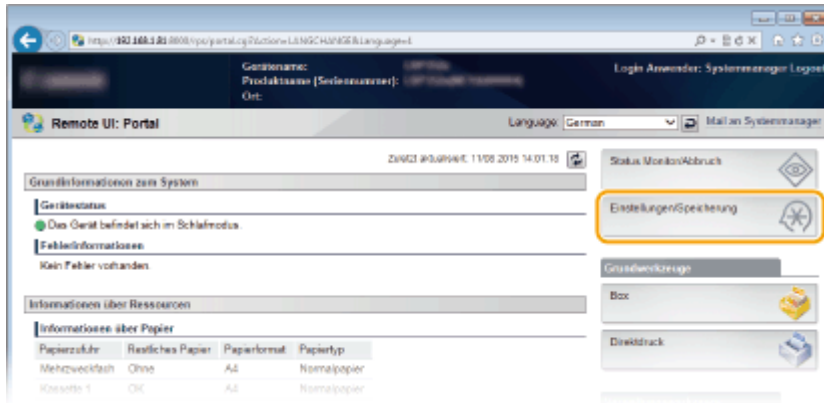 Gerätename:
Produktname (Seriennummer):
Ort:
Login Anwender: Systemmanager Logout
Remote UI: Portal
Language: German
Mail an Systemmanager
Zuletzt aktualisiert: 11/08 2015 14:01:18
Grundinformationen zum System
Gerätestatus
Das Gerät befindet sich im Schlafmodus.
Fehlerinformationen
Kein Fehler vorhanden.
Informationen über Ressourcen
Informationen über Papier
Papierzufuhr Restliches Papier Papierformat Papiertyp
Mehrzweckfach Ohne A4 Normalpapier
Kassette 1 OK A4 Normalpapier
Status Monitor/Abbruch
Einstellungen/Speicherung
Grundwerkzeuge
Box
Direktdruck